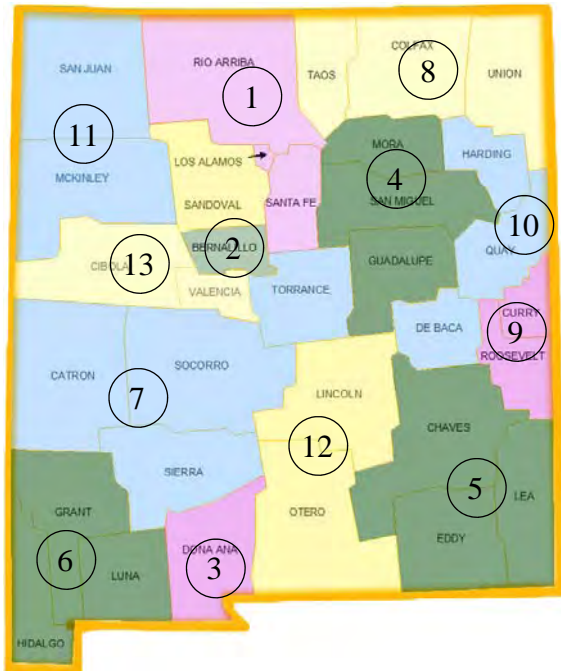 COLFAX
SAN JUAN
RIO ARRIBA
TAOS
8
UNION
1
11
MORA
HARDING
LOS ALAMOS
4
MCKINLEY
SANDOVAL
SANTA FE
SAN MIGUEL
10
BERNALILLO
2
QUAY
CIBOLA
13
GUADALUPE
VALENCIA
TORRANCE
CURRY
9
DE BACA
ROOSEVELT
SOCORRO
CATRON
LINCOLN
7
CHAVES
12
SIERRA
5
LEA
GRANT
OTERO
EDDY
DONA ANA
6
3
LUNA
HIDALGO